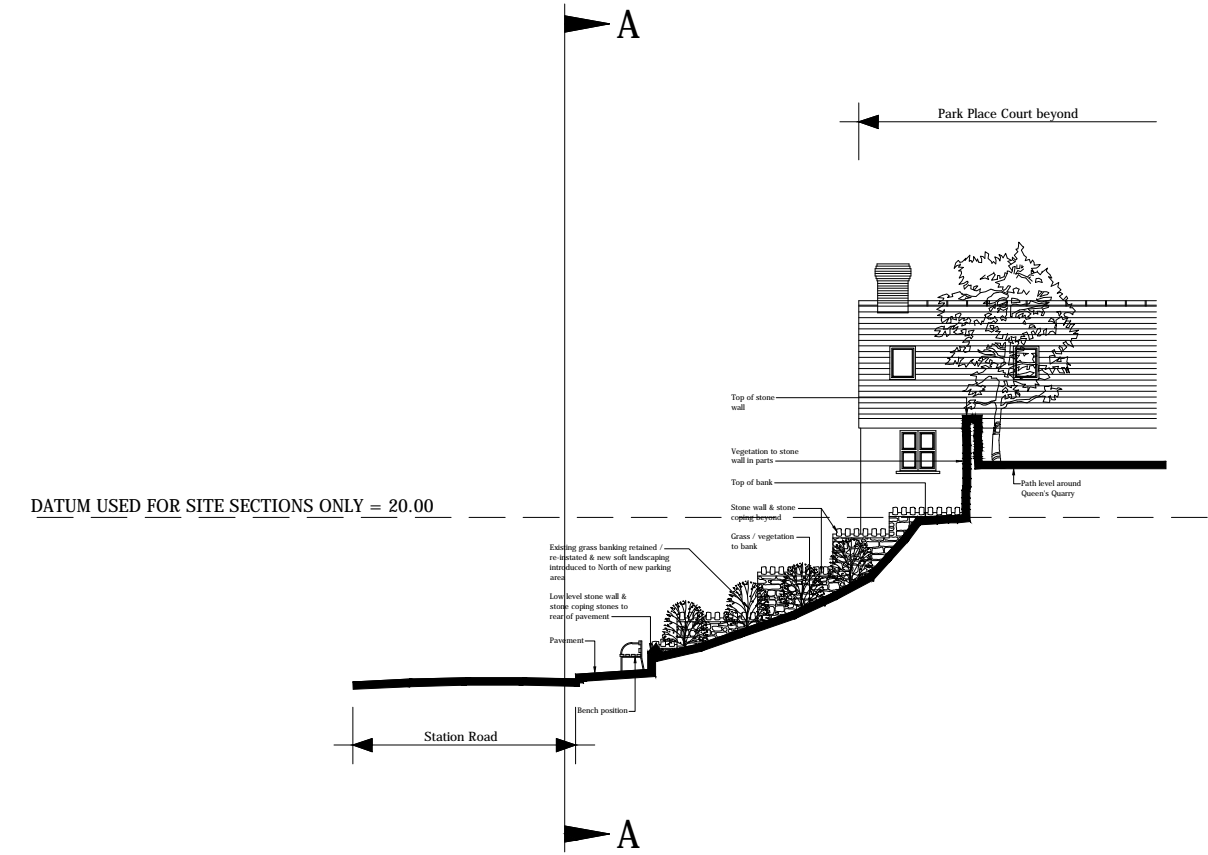 A
Park Place Court beyond
Top of stone
wall
Vegetation to stone
wall in parts
Top of bank
Path level around
Queen's Quarry
DATUM USED FOR SITE SECTIONS ONLY = 20.00
Stone wall & stone
coping beyond
Grass / vegetation
to bank
Existing grass banking retained /
re-instated & new soft landscaping
introduced to North of new parking
area
Low level stone wall &
stone coping stones to
rear of pavement
Pavement
Bench position
Station Road
A